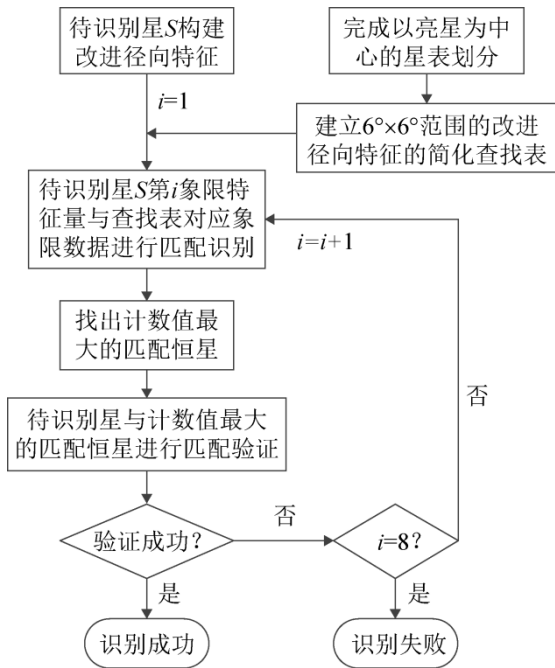 待识别星S构建
改进径向特征
完成以亮星为中
心的星表划分
i=1
建立6°×6°范围的改进
径向特征的简化查找表
待识别星S第i象限特
征量与查找表对应象
限数据进行匹配识别
i=i+1
找出计数值最
大的匹配恒星
待识别星与计数值最大
的匹配恒星进行匹配验证
否
验证成功？
否
i=8？
是
是
识别成功
识别失败